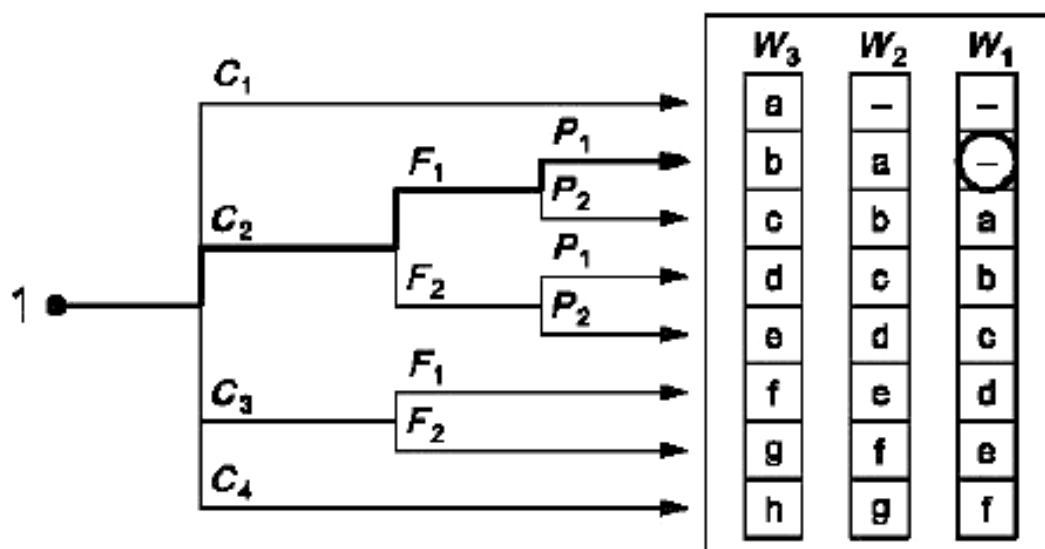 W₃ W₂ W₁
C₁ a – –
P₁
F₁ b a –
P₂
C₂ c b a
P₁
F₂ d c b
P₂
1 e d c
F₁
C₃ f e d
F₂
g f e
C₄
h g f